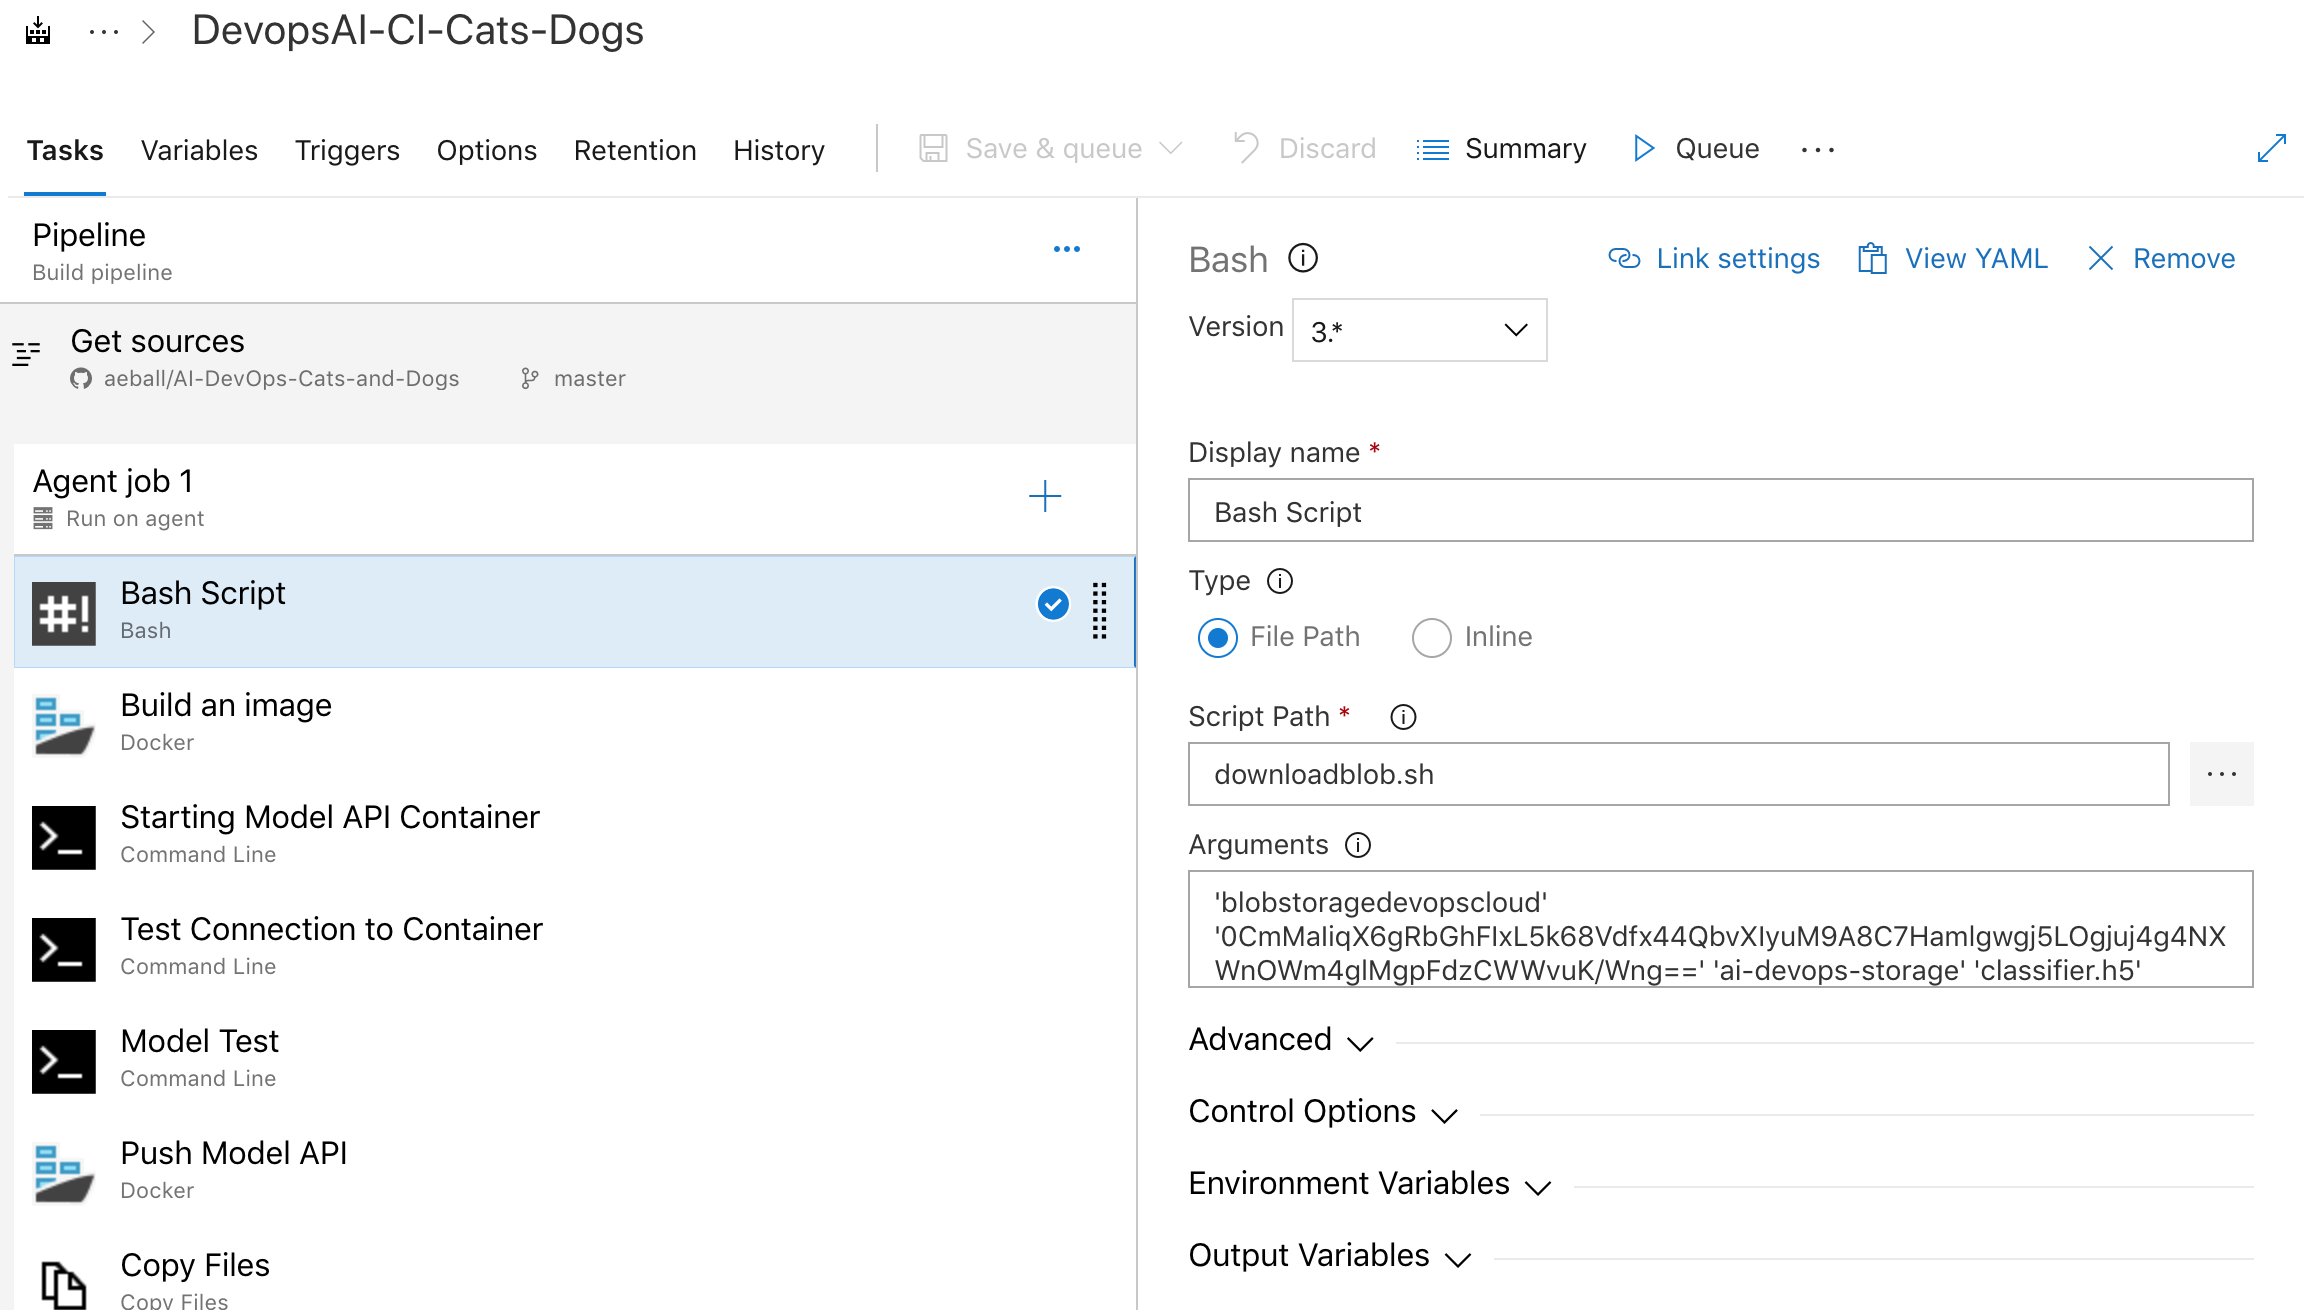 DevopsAI-CI-Cats-Dogs
Tasks Variables Triggers Options Retention History Save & queue Discard Summary Queue
Pipeline
Build pipeline
Get sources
aeball/AI-DevOps-Cats-and-Dogs master
Agent job 1
Run on agent
Bash Script
Bash
Build an image
Docker
Starting Model API Container
Command Line
Test Connection to Container
Command Line
Model Test
Command Line
Push Model API
Docker
Copy Files
Copy Files
Bash Link settings View YAML Remove
Version 3.*
Display name *
Bash Script
Type
File Path Inline
Script Path *
downloadblob.sh
Arguments
'blobstoragedevopscloud'
'ai-devops-storage' 'classifier.h5'
Advanced
Control Options
Environment Variables
Output Variables